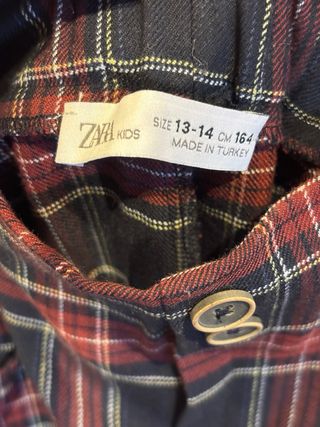 ZARA KIDS
SIZE 13-14 CM 164
MADE IN TURKEY